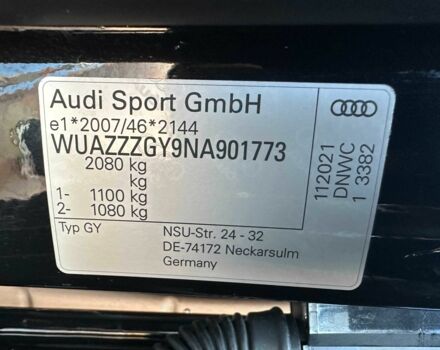 Audi Sport GmbH
e1*2007/46*2144
WUAZZZGY9NA901773
2080 kg
kg
1- 1100 kg
2- 1080 kg
Typ GY
NSU-Str. 24 - 32
DE-74172 Neckarsulm
Germany
112021
DNWC
1 3382